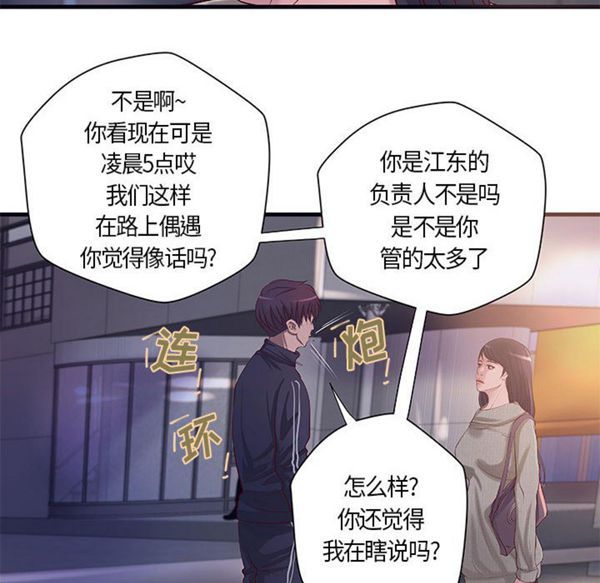 不是啊~
你看现在可是
凌晨5点哎
我们这样
在路上偶遇
你觉得像话吗?
你是江东的
负责人不是吗
是不是你
管的太多了
连
环
炮
怎么样?
你还觉得
我在瞎说吗?